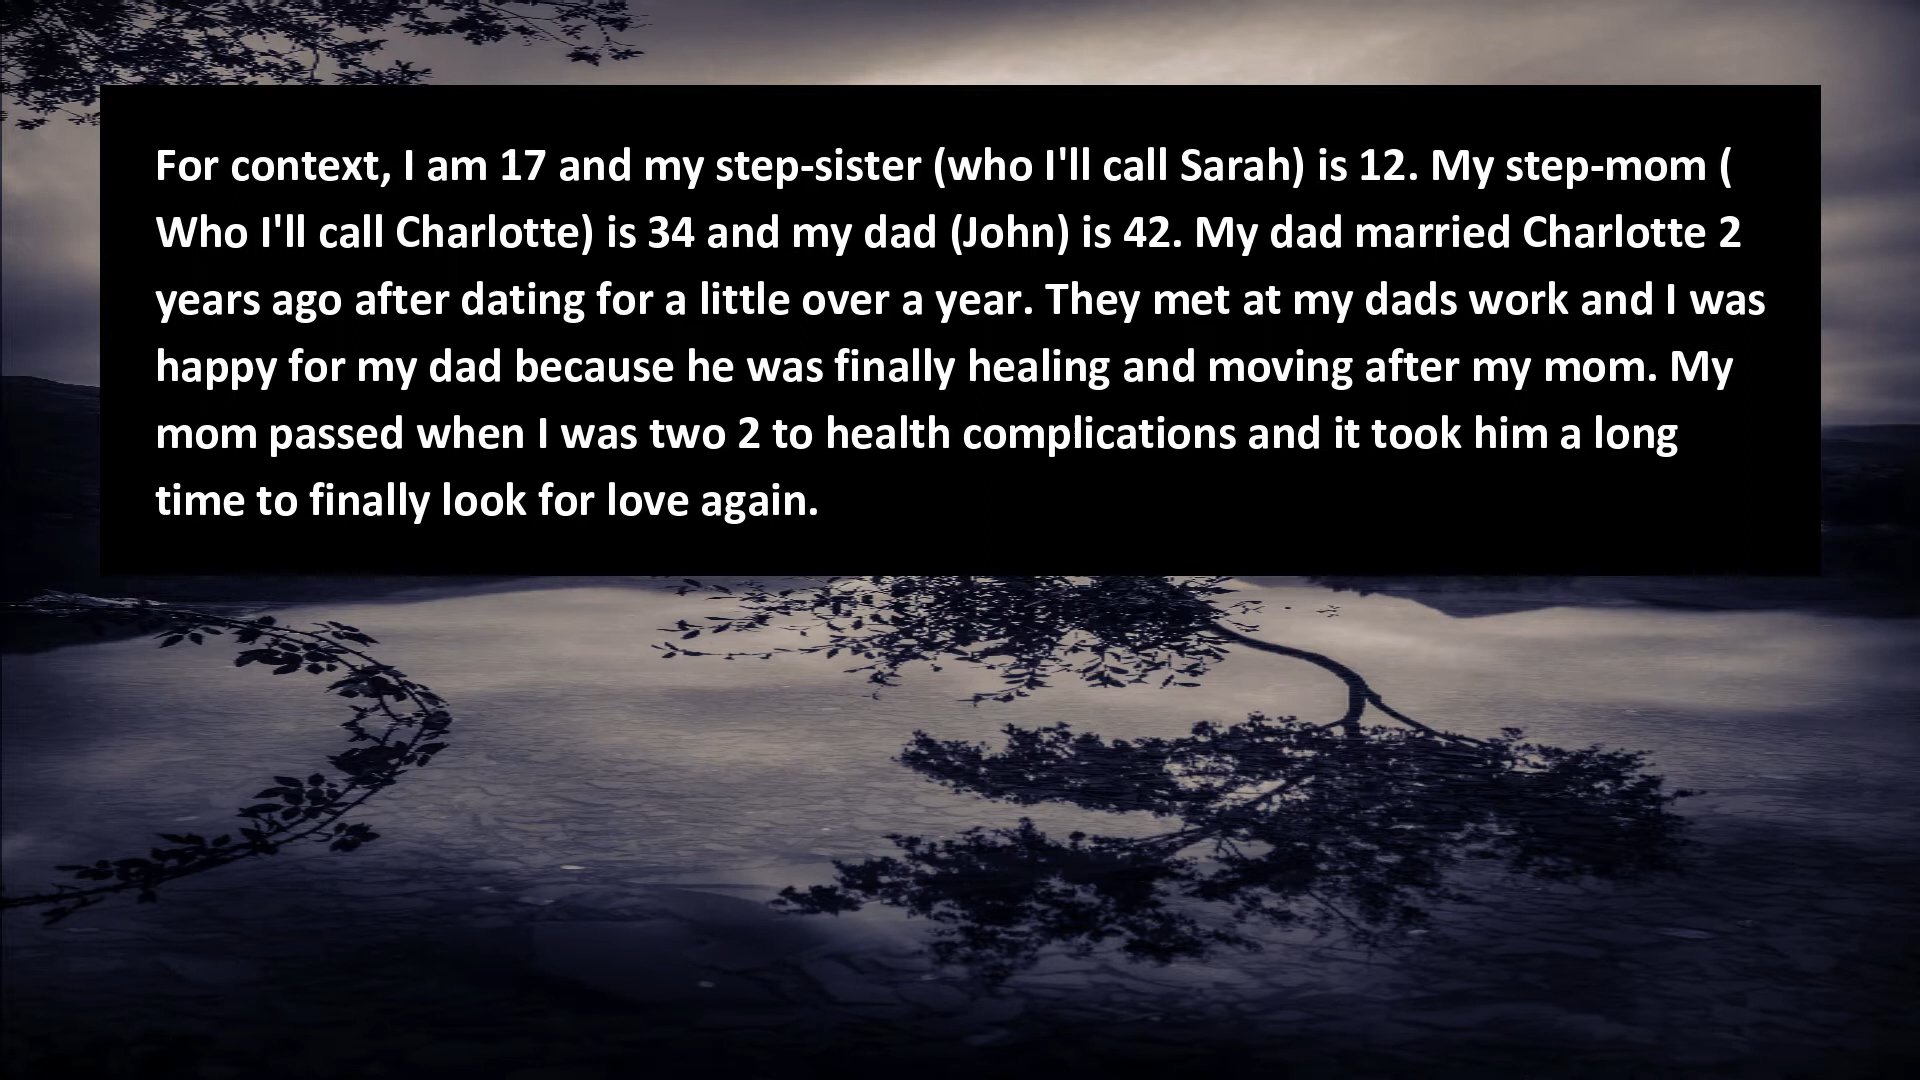 For context, I am 17 and my step-sister (who I'll call Sarah) is 12. My step-mom (
Who I'll call Charlotte) is 34 and my dad (John) is 42. My dad married Charlotte 2
years ago after dating for a little over a year. They met at my dads work and I was
happy for my dad because he was finally healing and moving after my mom. My
mom passed when I was two 2 to health complications and it took him a long
time to finally look for love again.